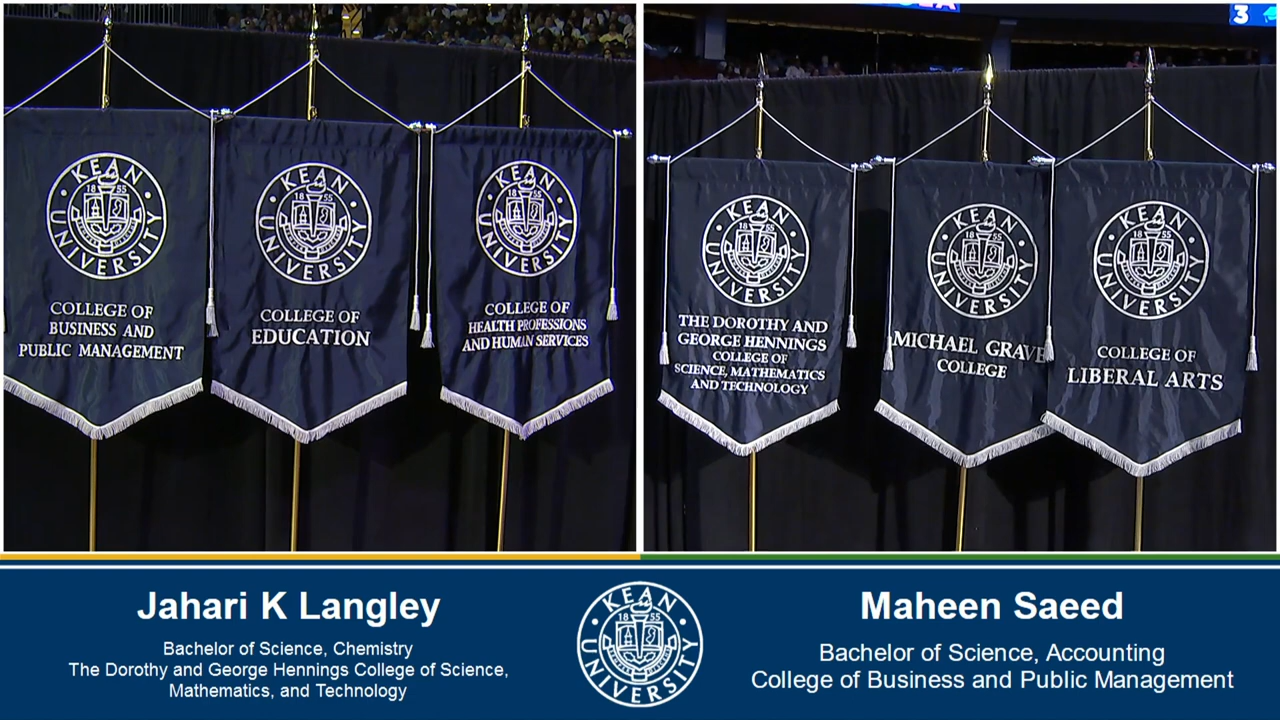 3
KEAN
18 55
UNIVERSITY
COLLEGE OF
BUSINESS AND
PUBLIC MANAGEMENT
KEAN
18 55
UNIVERSITY
COLLEGE OF
EDUCATION
KEAN
18 55
UNIVERSITY
COLLEGE OF
HEALTH PROFESSIONS
AND HUMAN SERVICES
KEAN
18 55
UNIVERSITY
THE DOROTHY AND
GEORGE HENNINGS
COLLEGE OF
SCIENCE, MATHEMATICS
AND TECHNOLOGY
KEAN
18 55
UNIVERSITY
MICHAEL GRAVE
COLLEGE
KEAN
18 55
UNIVERSITY
COLLEGE OF
LIBERAL ARTS
Jahari K Langley
Bachelor of Science, Chemistry
The Dorothy and George Hennings College of Science,
Mathematics, and Technology
KEAN
18 55
UNIVERSITY
Maheen Saeed
Bachelor of Science, Accounting
College of Business and Public Management